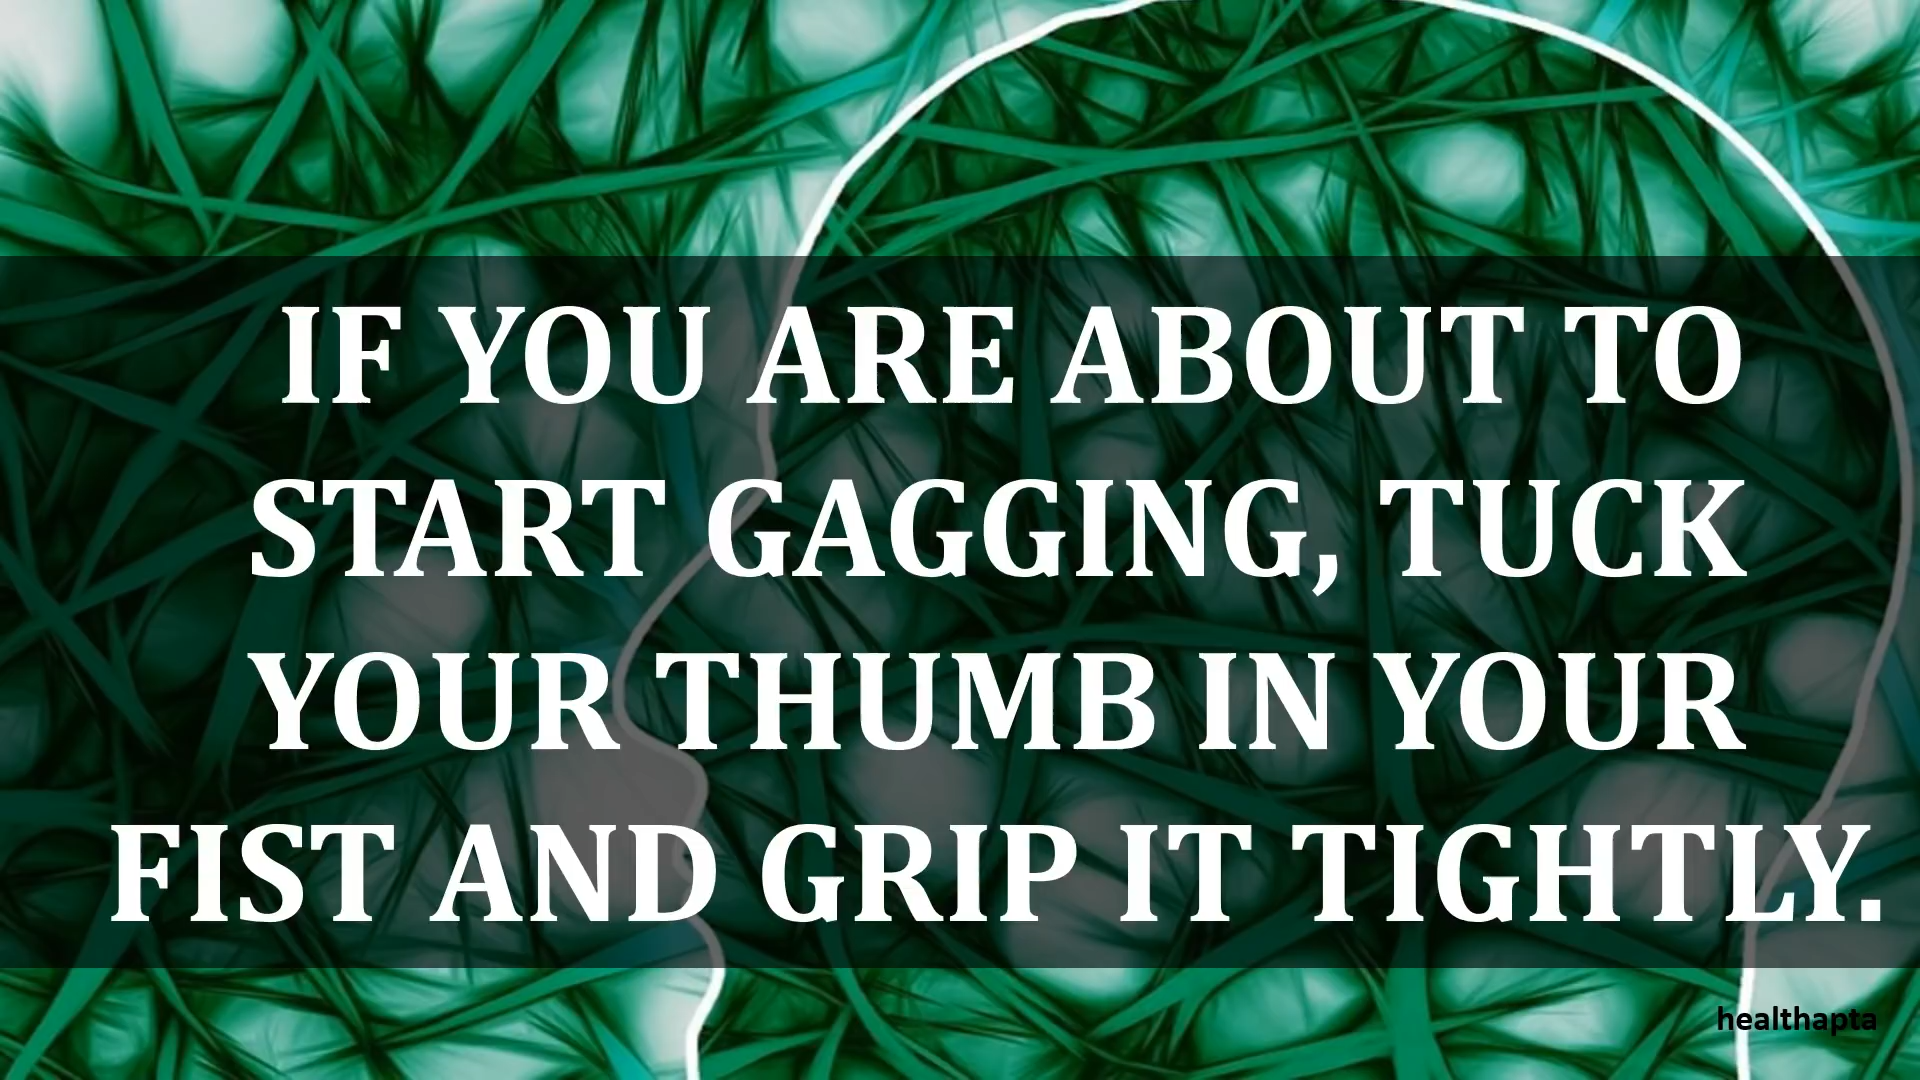 IF YOU ARE ABOUT TO
START GAGGING, TUCK
YOUR THUMB IN YOUR
FIST AND GRIP IT TIGHTLY.
healthapta